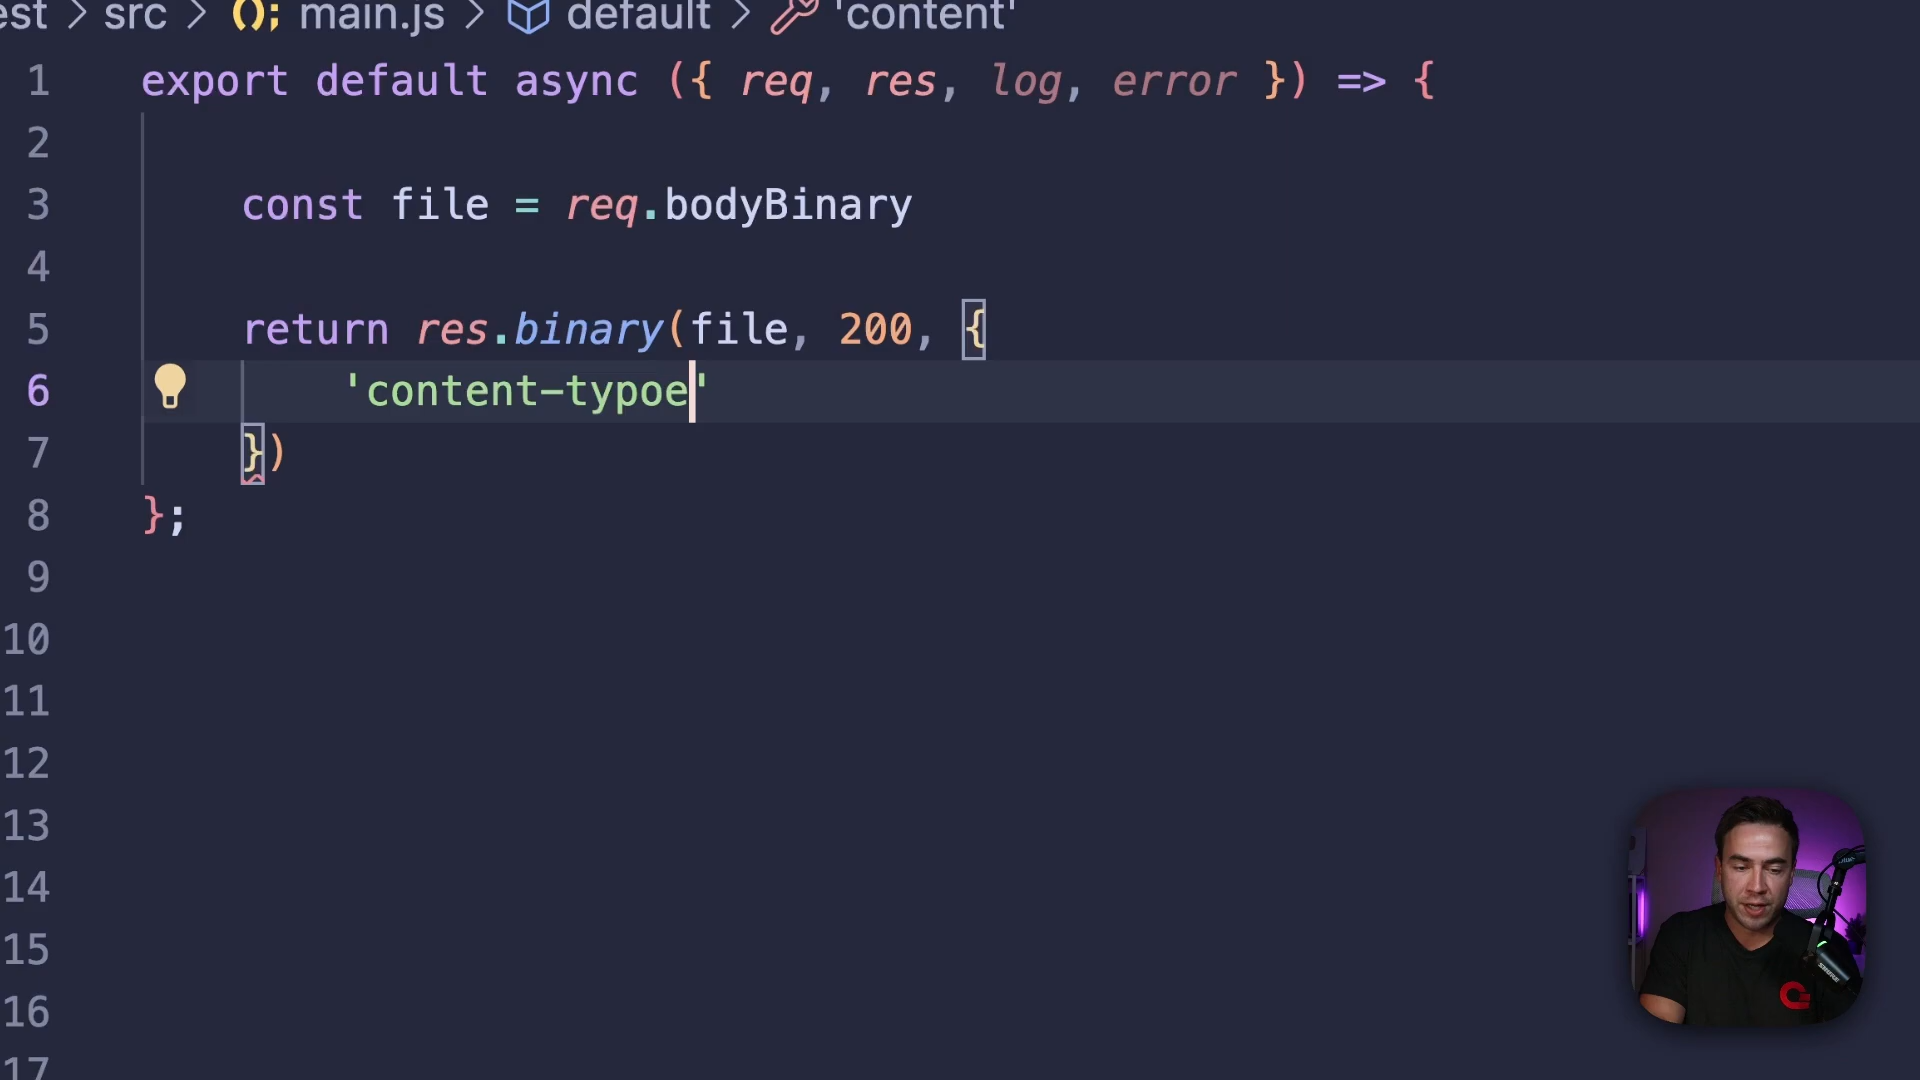 est > src > (); main.js > default > 'content'
1 export default async ({ req, res, log, error }) => {
2
3 const file = req.bodyBinary
4
5 return res.binary(file, 200, {
6 'content-typoe'
7 })
8 };
9
10
11
12
13
14
15
16
17